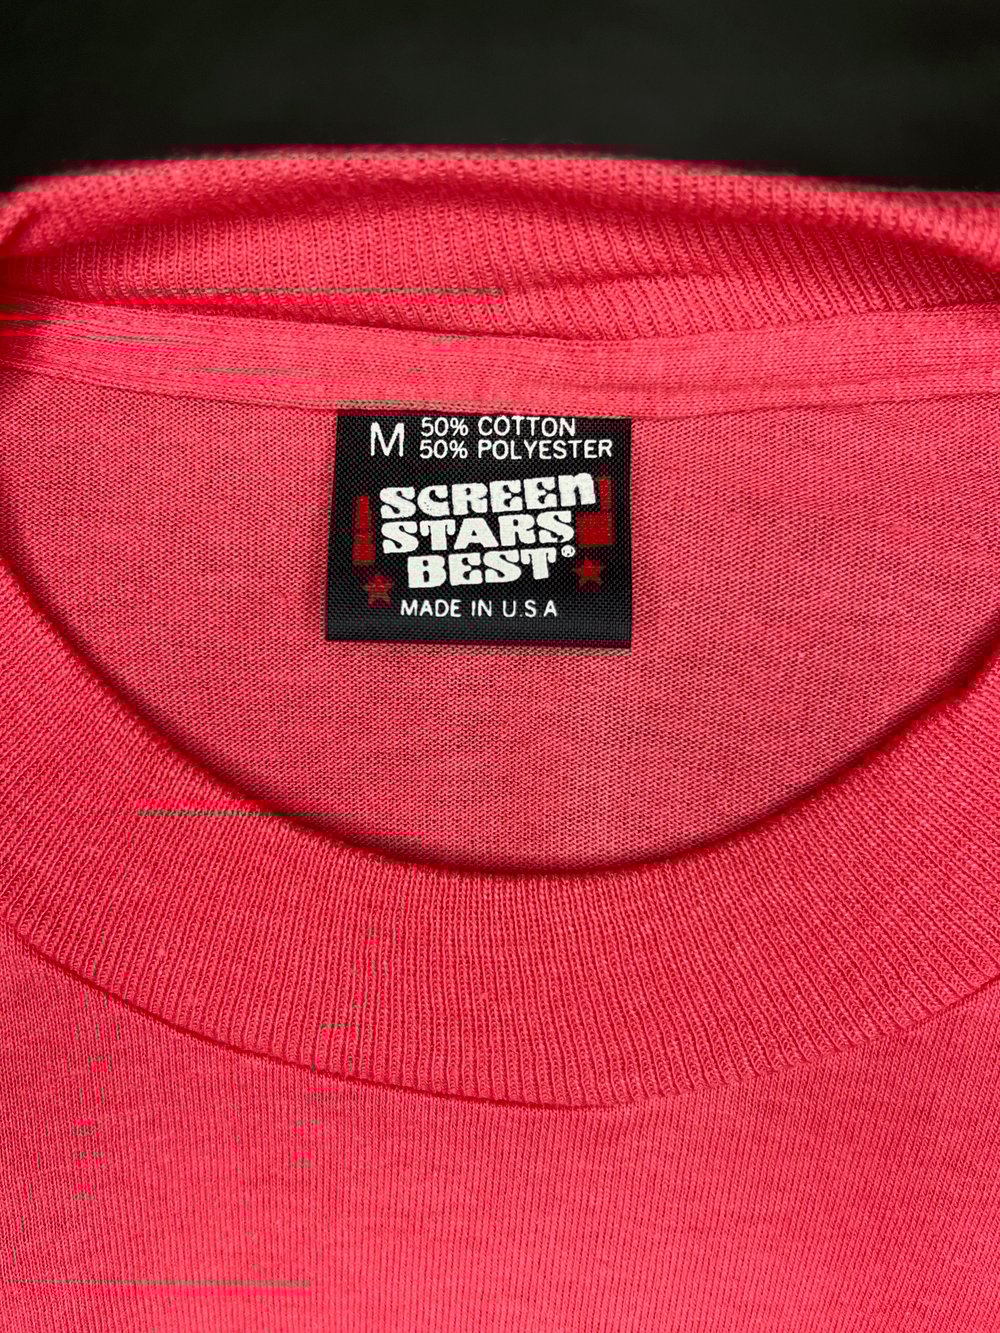 M 50% COTTON
50% POLYESTER
SCREEN
STARS
BEST®
MADE IN U.S.A